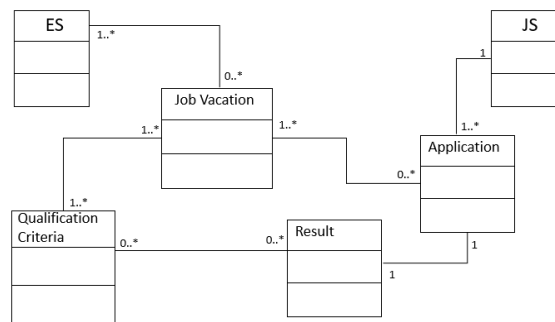 ES
JS
1..*
1
0..*
Job Vacation
1..*
1..*
1..*
Application
1..*
0..*
Qualification
Criteria
0..*
0..*
Result
1
1